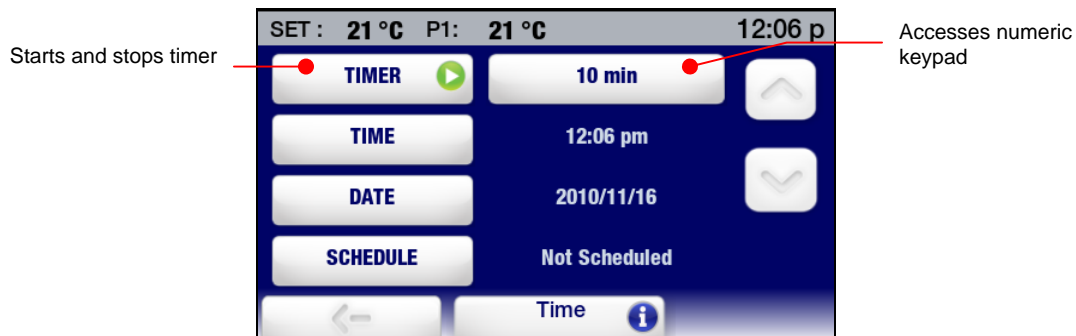 SET : 21 °C P1: 21 °C 12:06 p
Starts and stops timer
Accesses numeric
keypad
TIMER 10 min
TIME 12:06 pm
DATE 2010/11/16
SCHEDULE Not Scheduled
Time